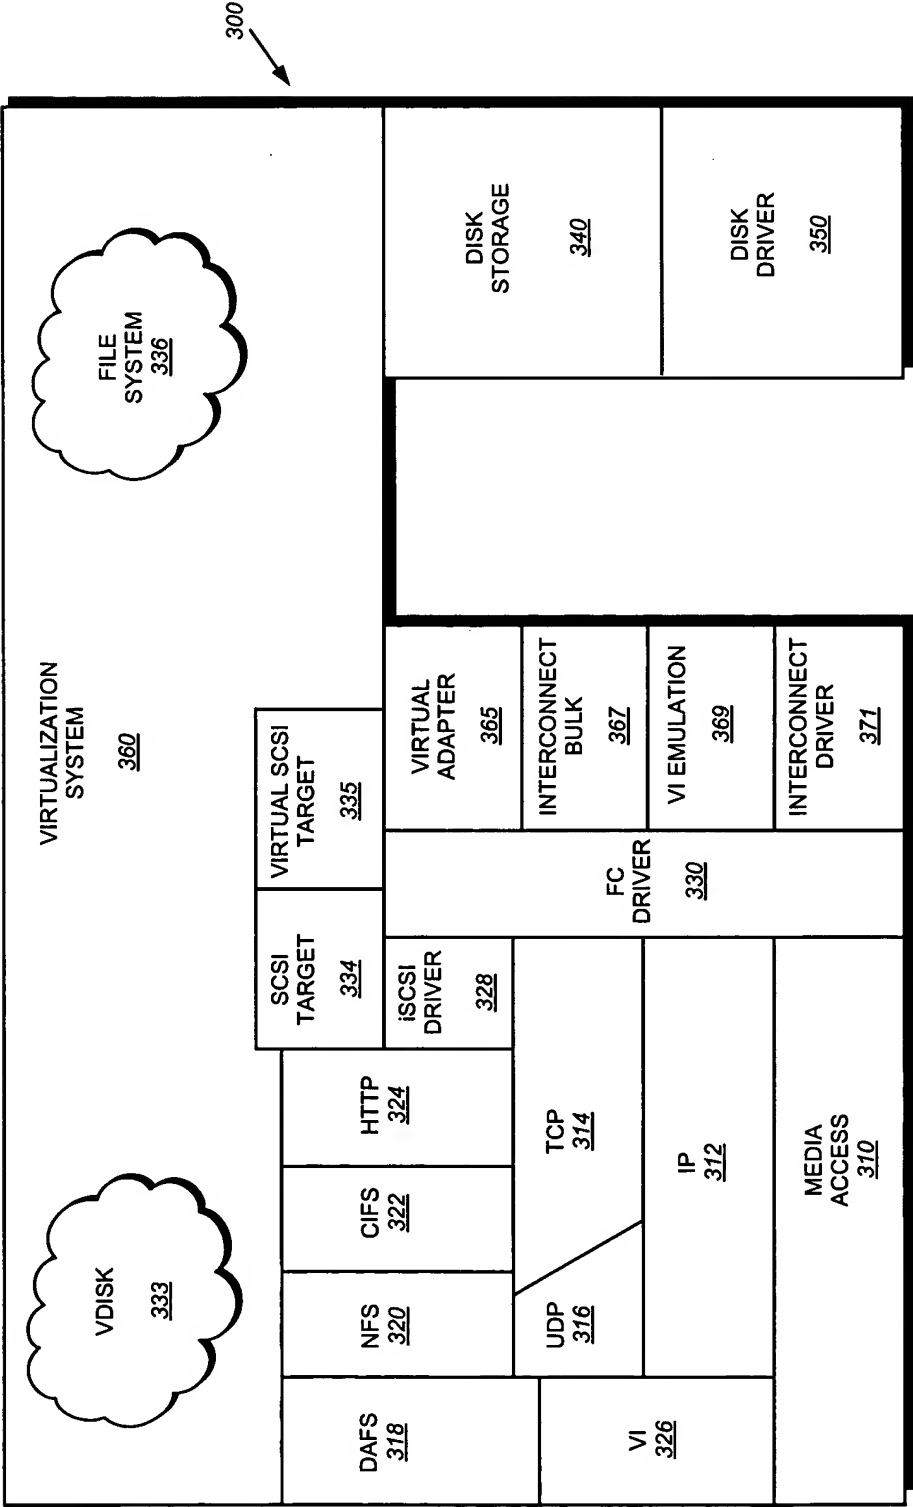 300
VIRTUALIZATION
SYSTEM
360
VDISK
333
FILE
SYSTEM
336
SCSI
TARGET
334
VIRTUAL SCSI
TARGET
335
DAFS
318
NFS
320
CIFS
322
HTTP
324
iSCSI
DRIVER
328
VI
326
UDP
316
TCP
314
IP
312
MEDIA
ACCESS
310
FC
DRIVER
330
VIRTUAL
ADAPTER
365
INTERCONNECT
BULK
367
VI EMULATION
369
INTERCONNECT
DRIVER
371
DISK
STORAGE
340
DISK
DRIVER
350